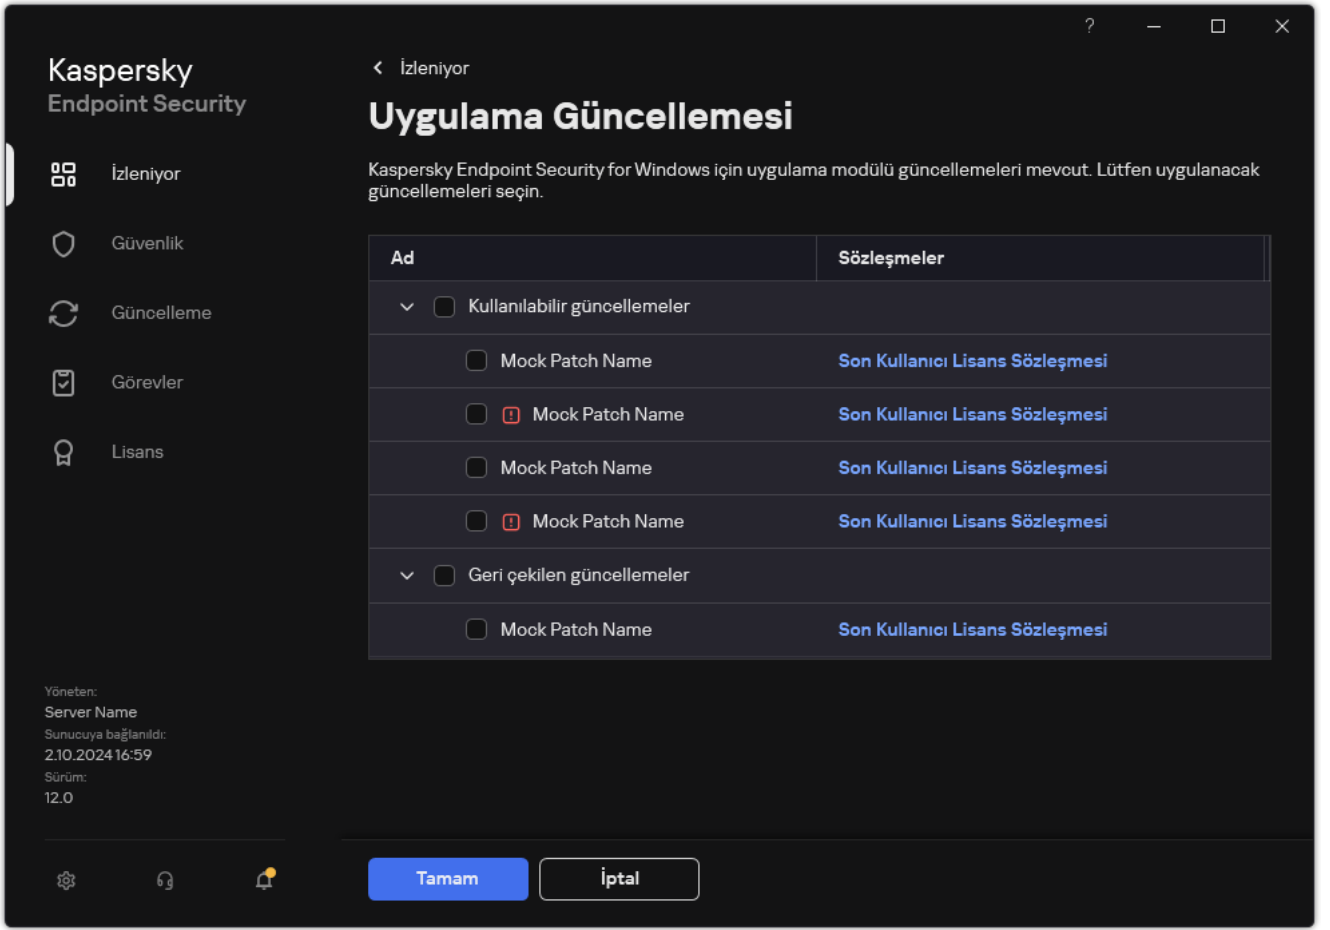 ?
Kaspersky
Endpoint Security
İzleniyor
Güvenlik
Güncelleme
Görevler
Lisans
Yöneten:
Server Name
Sunucuya bağlanıldı:
2.10.2024 16:59
Sürüm:
12.0
İzleniyor
Uygulama Güncellemesi
Kaspersky Endpoint Security for Windows için uygulama modülü güncellemeleri mevcut. Lütfen uygulanacak
güncellemeleri seçin.
Ad Sözleşmeler
Kullanılabilir güncellemeler
Mock Patch Name Son Kullanıcı Lisans Sözleşmesi
Mock Patch Name Son Kullanıcı Lisans Sözleşmesi
Mock Patch Name Son Kullanıcı Lisans Sözleşmesi
Mock Patch Name Son Kullanıcı Lisans Sözleşmesi
Geri çekilen güncellemeler
Mock Patch Name Son Kullanıcı Lisans Sözleşmesi
Tamam İptal